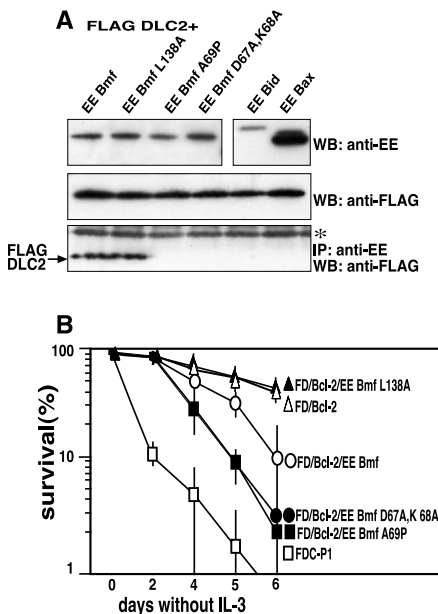 A FLAG DLC2+
EE Bmf
EE Bmf L138A
EE Bmf A69P
EE Bmf D67A,K68A
EE Bid
EE Bax
WB: anti-EE
WB: anti-FLAG
*
IP: anti-EE
WB: anti-FLAG
FLAG
DLC2
B
survival(%)
100
10
1
0 2 4 5 6
days without IL-3
FD/Bcl-2/EE Bmf L138A
FD/Bcl-2
FD/Bcl-2/EE Bmf
FD/Bcl-2/EE Bmf D67A,K 68A
FD/Bcl-2/EE Bmf A69P
FDC-P1